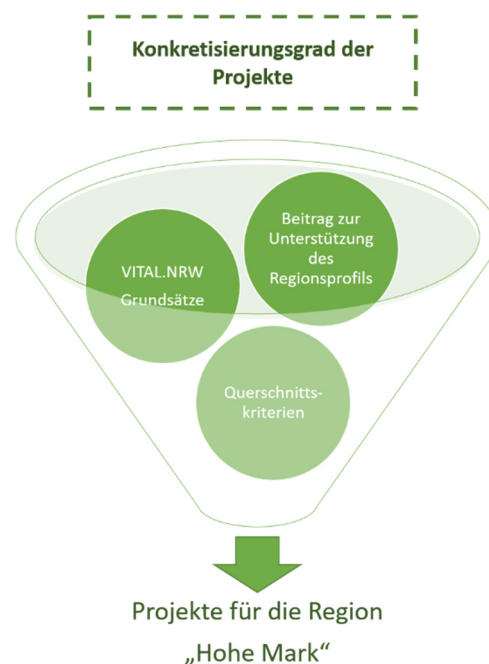 Konkretisierungsgrad der
Projekte
Beitrag zur
Unterstützung
des
Regionsprofils
VITAL.NRW
Grundsätze
Querschnitts-
kriterien
Projekte für die Region
„Hohe Mark“